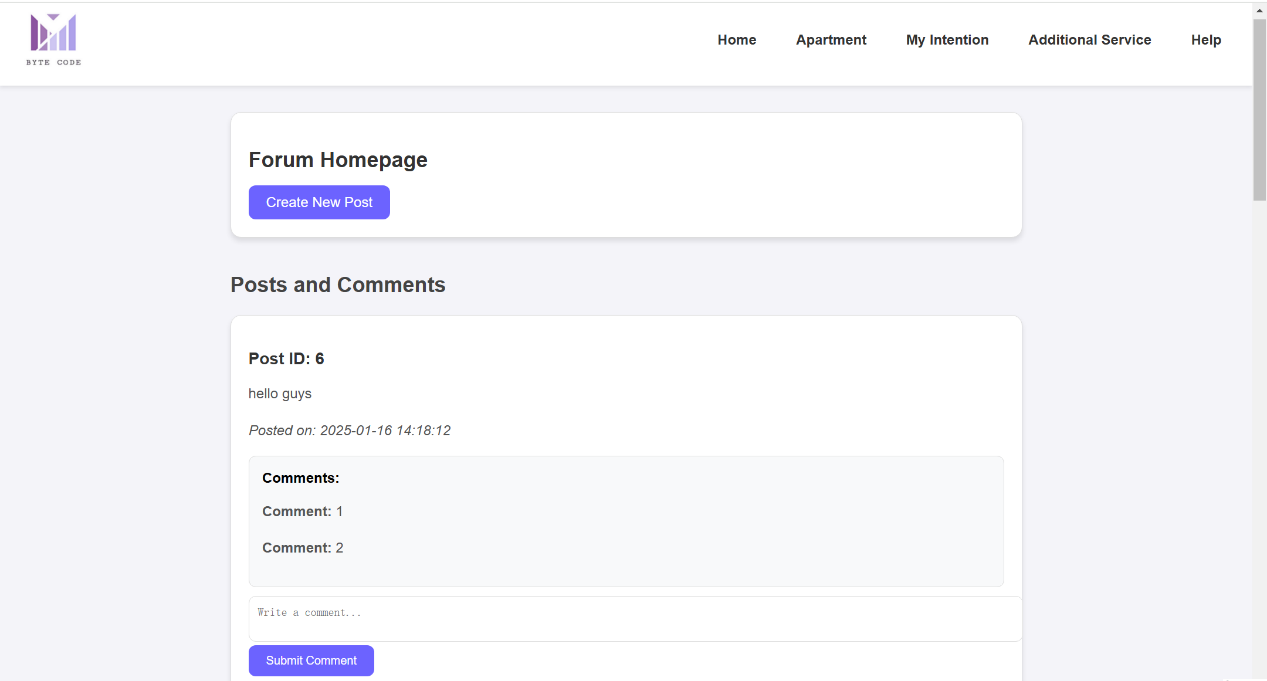 BYTE CODE
Home Apartment My Intention Additional Service Help
Forum Homepage
Create New Post
Posts and Comments
Post ID: 6
hello guys
Posted on: 2025-01-16 14:18:12
Comments:
Comment: 1
Comment: 2
Write a comment...
Submit Comment